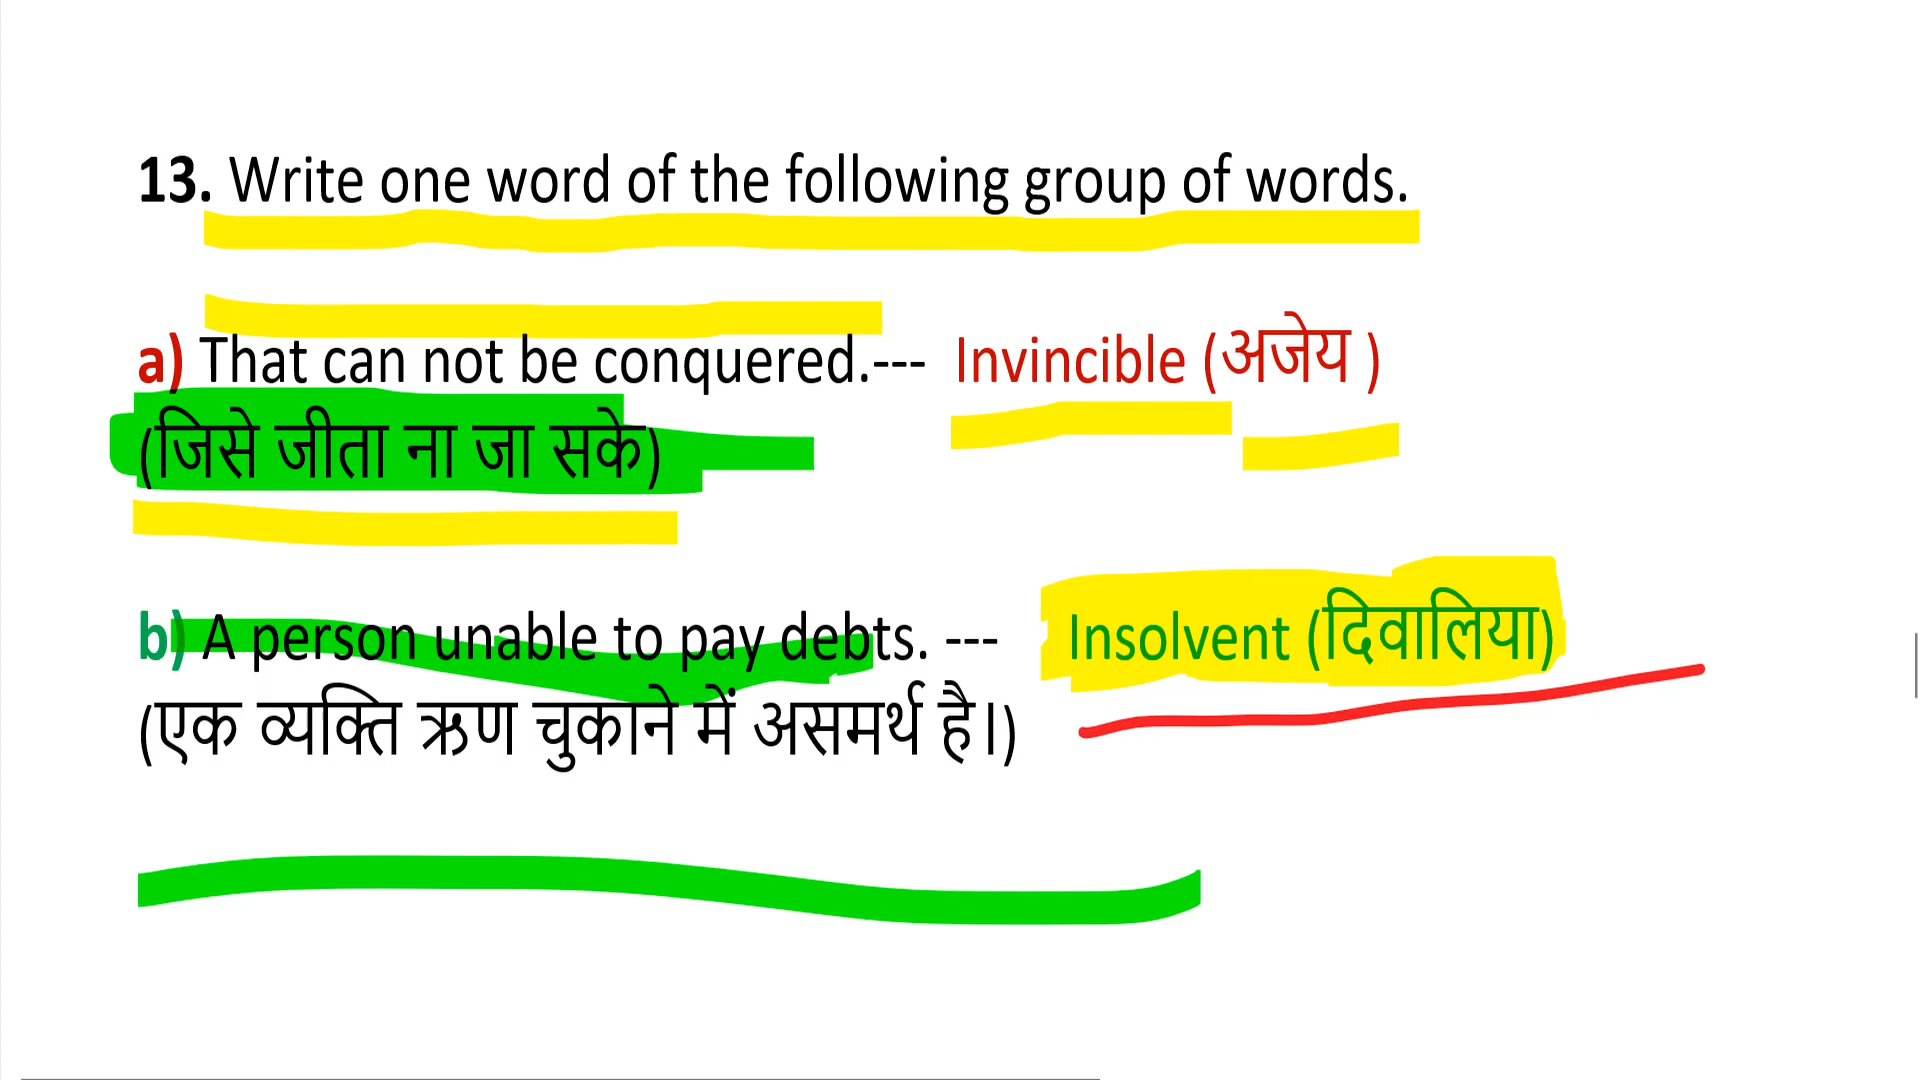 13. Write one word of the following group of words.
a) That can not be conquered.--- Invincible (अजेय )
(जिसे जीता ना जा सके)
b) A person unable to pay debts. --- Insolvent (दिवालिया)
(एक व्यक्ति ऋण चुकाने में असमर्थ है।)